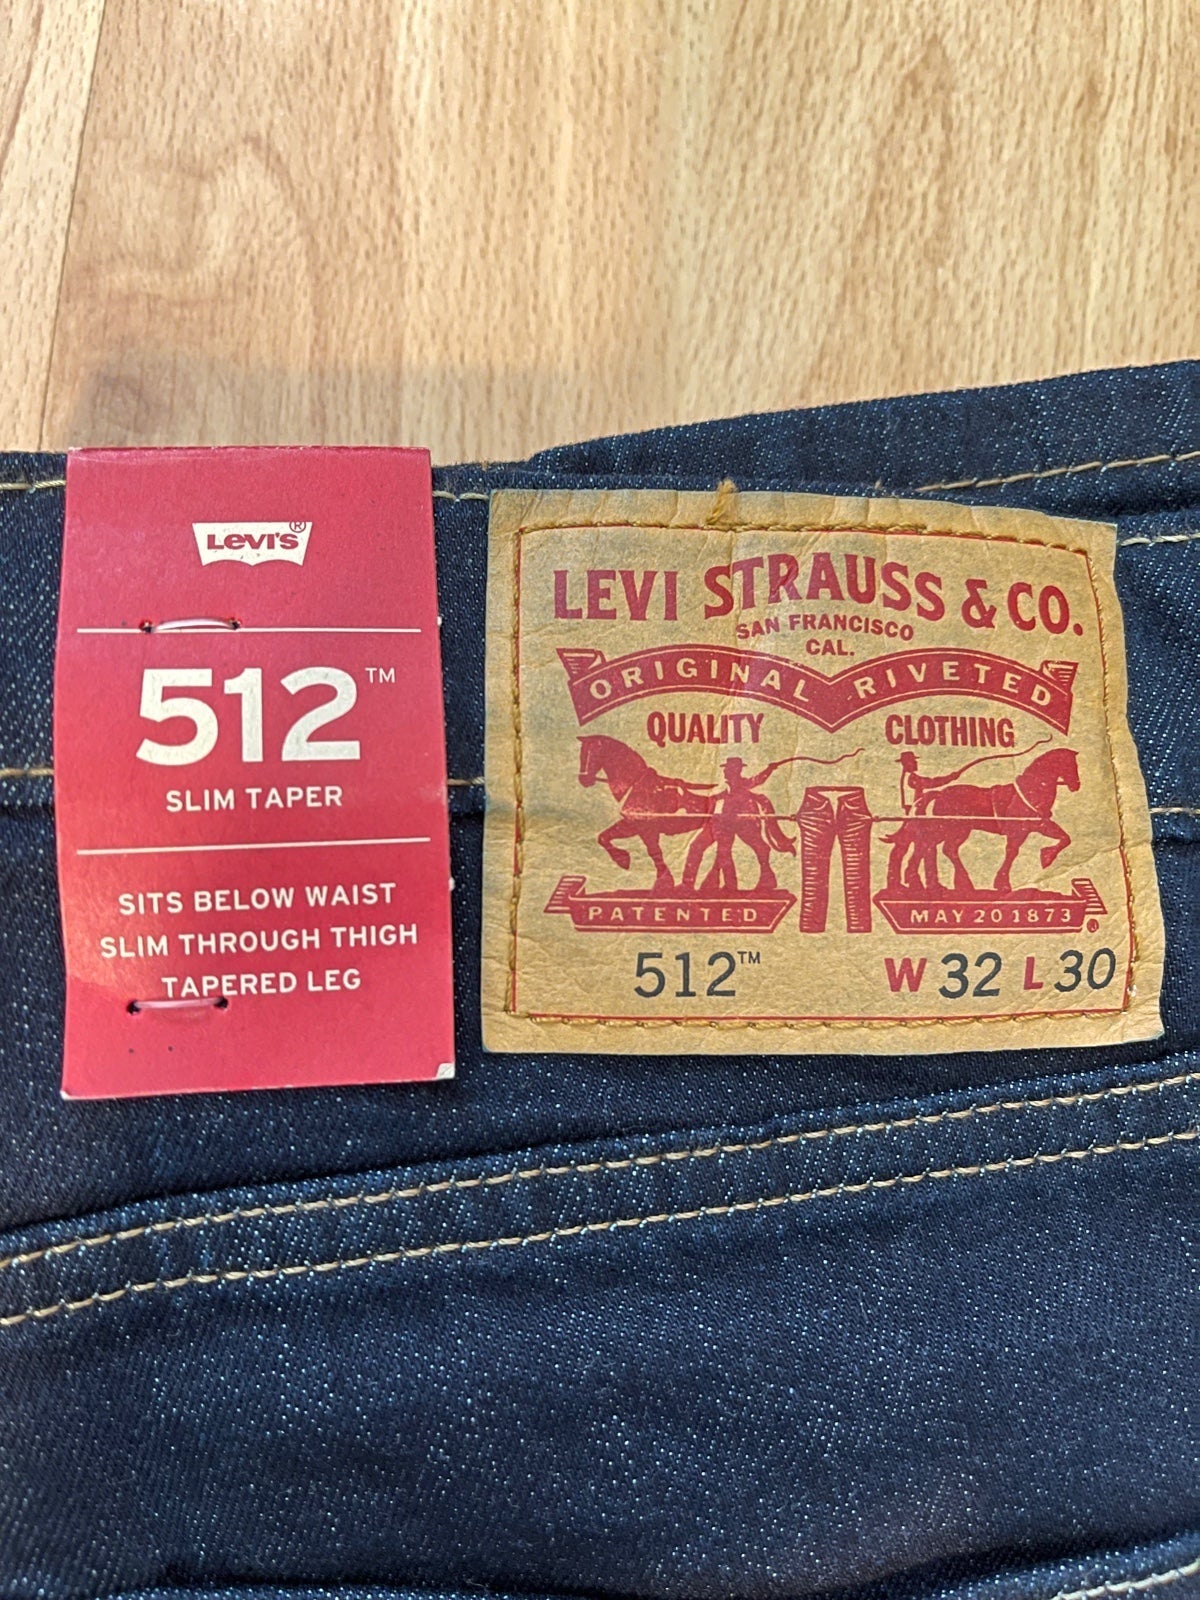 LEVI'S®
512™
SLIM TAPER
SITS BELOW WAIST
SLIM THROUGH THIGH
TAPERED LEG
LEVI STRAUSS & CO.
SAN FRANCISCO
CAL.
ORIGINAL RIVETED
QUALITY CLOTHING
PATENTED MAY 20 1873
512™ W 32 L 30